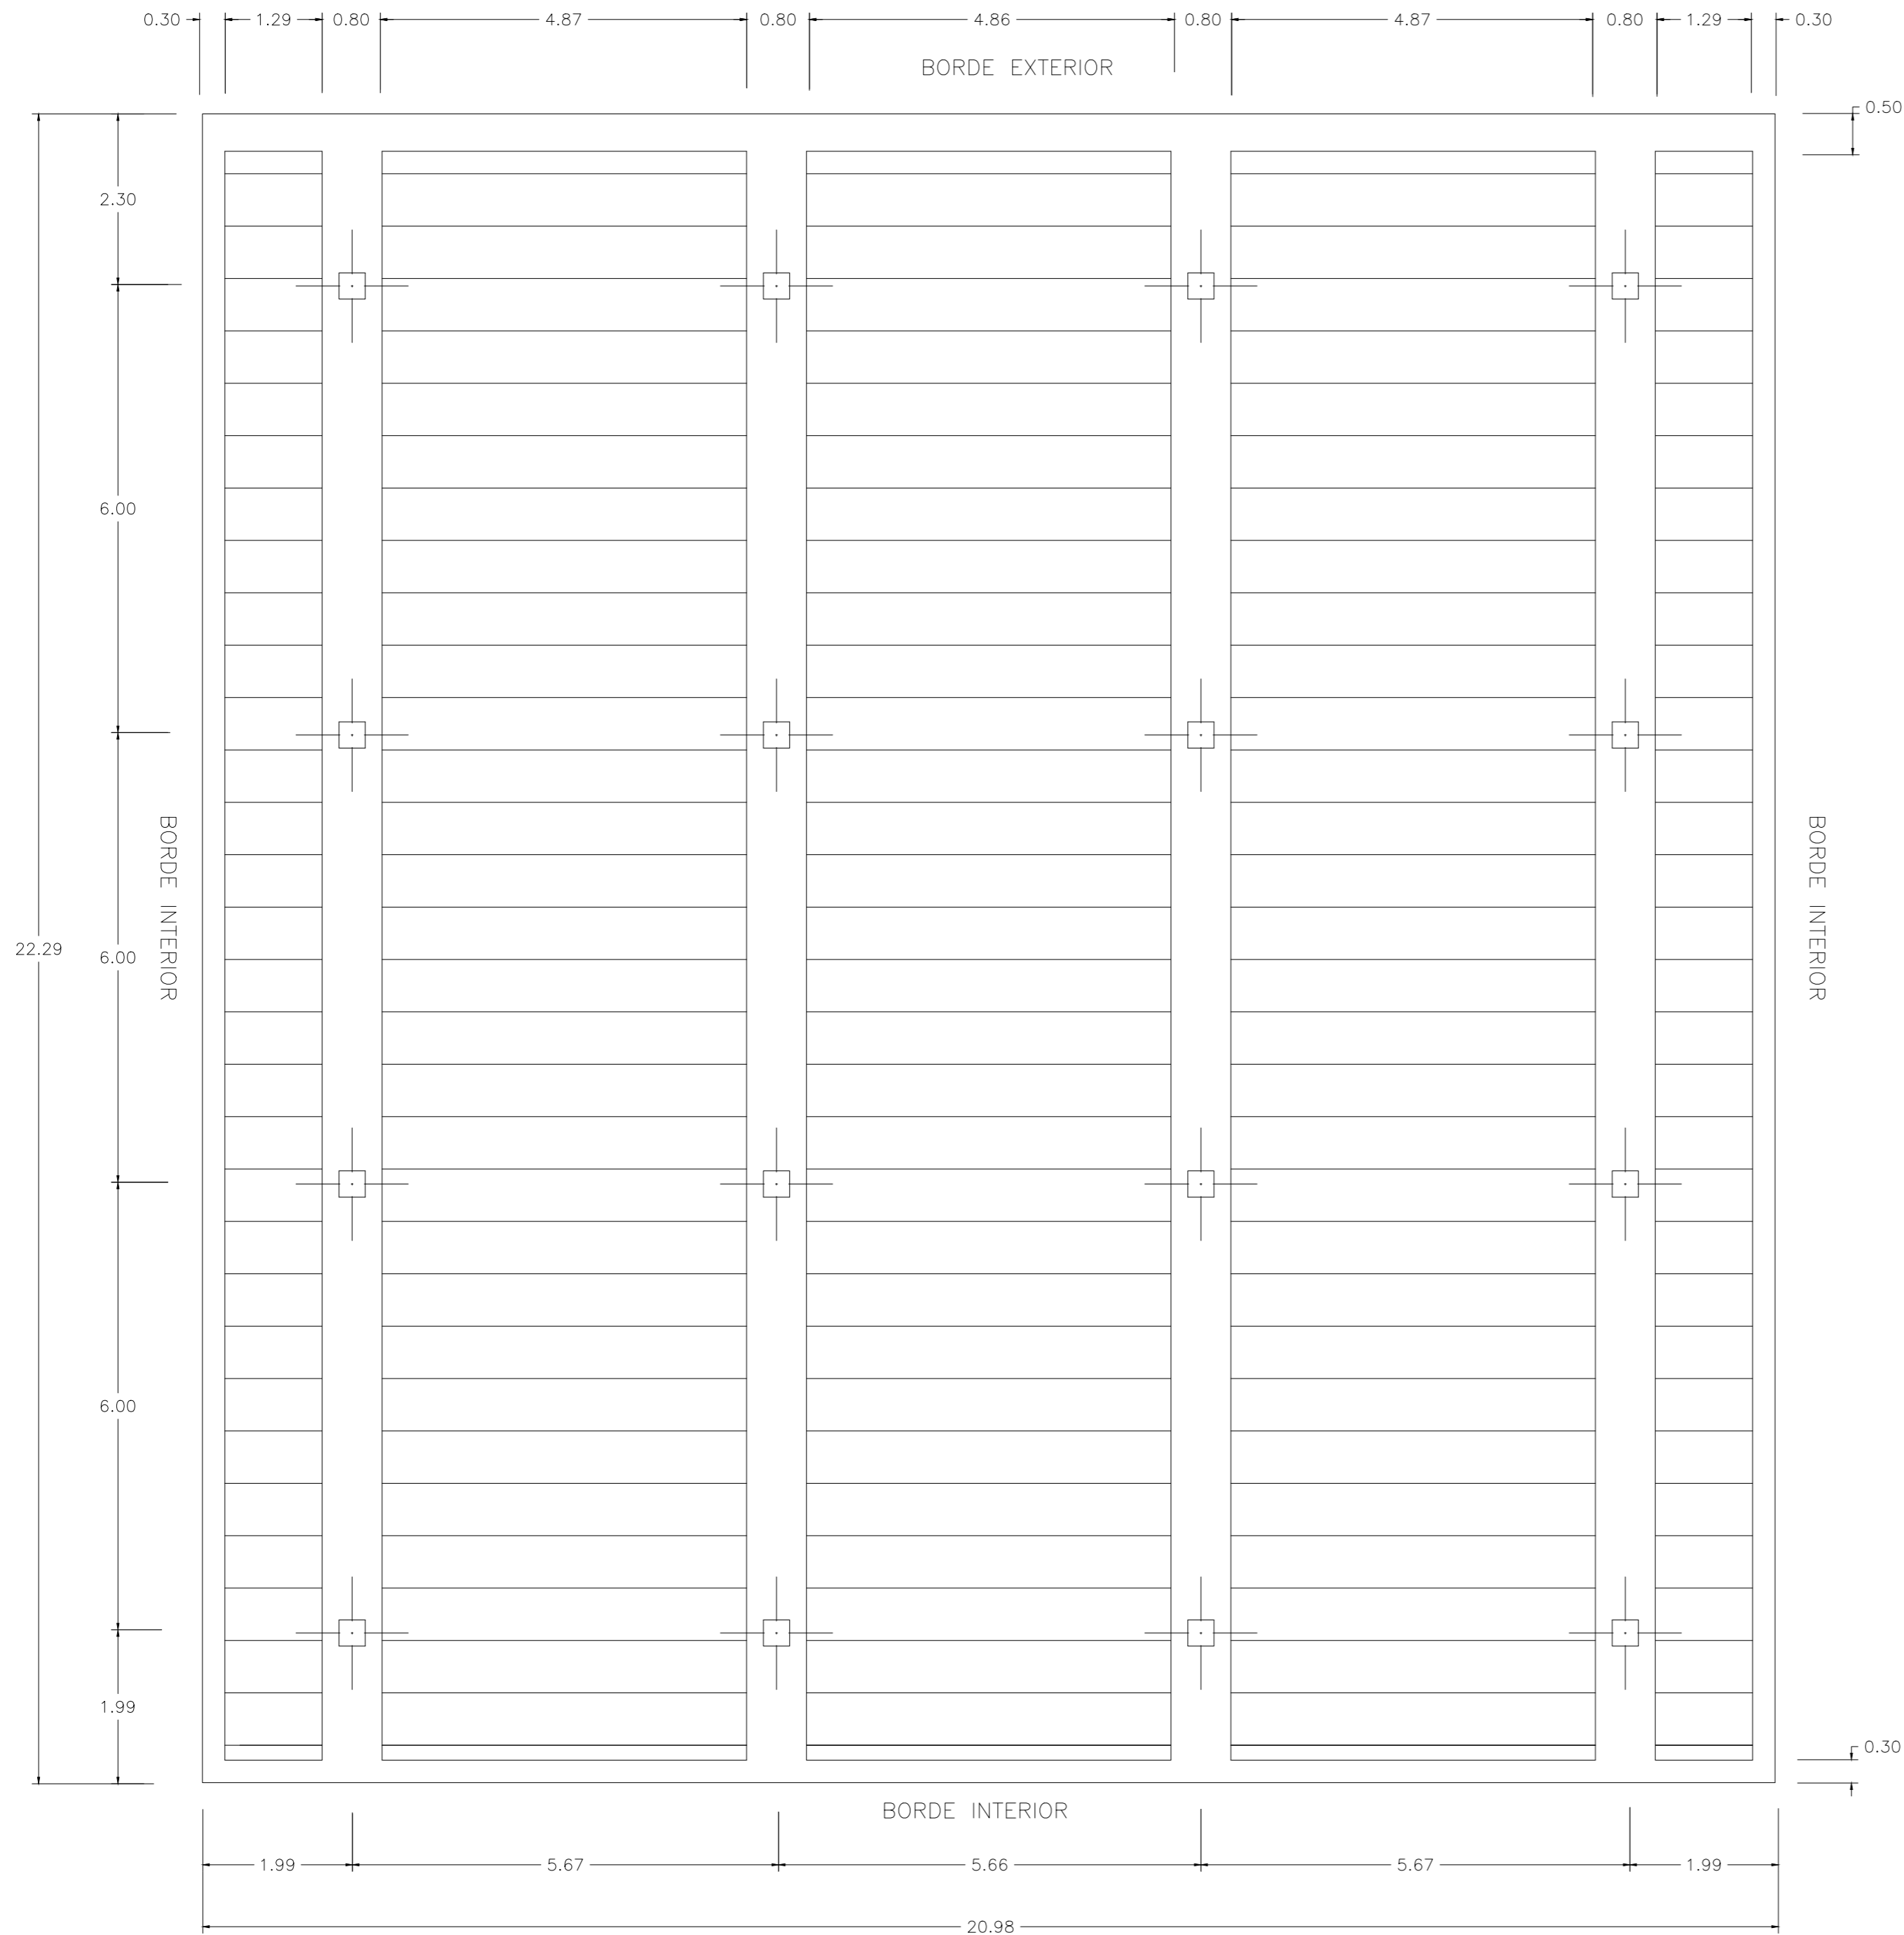 0.30 1.29 0.80 4.87 0.80 4.86 0.80 4.87 0.80 1.29 0.30
BORDE EXTERIOR
0.50
2.30
6.00
BORDE INTERIOR
BORDE INTERIOR
22.29
6.00
6.00
1.99
0.30
BORDE INTERIOR
1.99 5.67 5.66 5.67 1.99
20.98